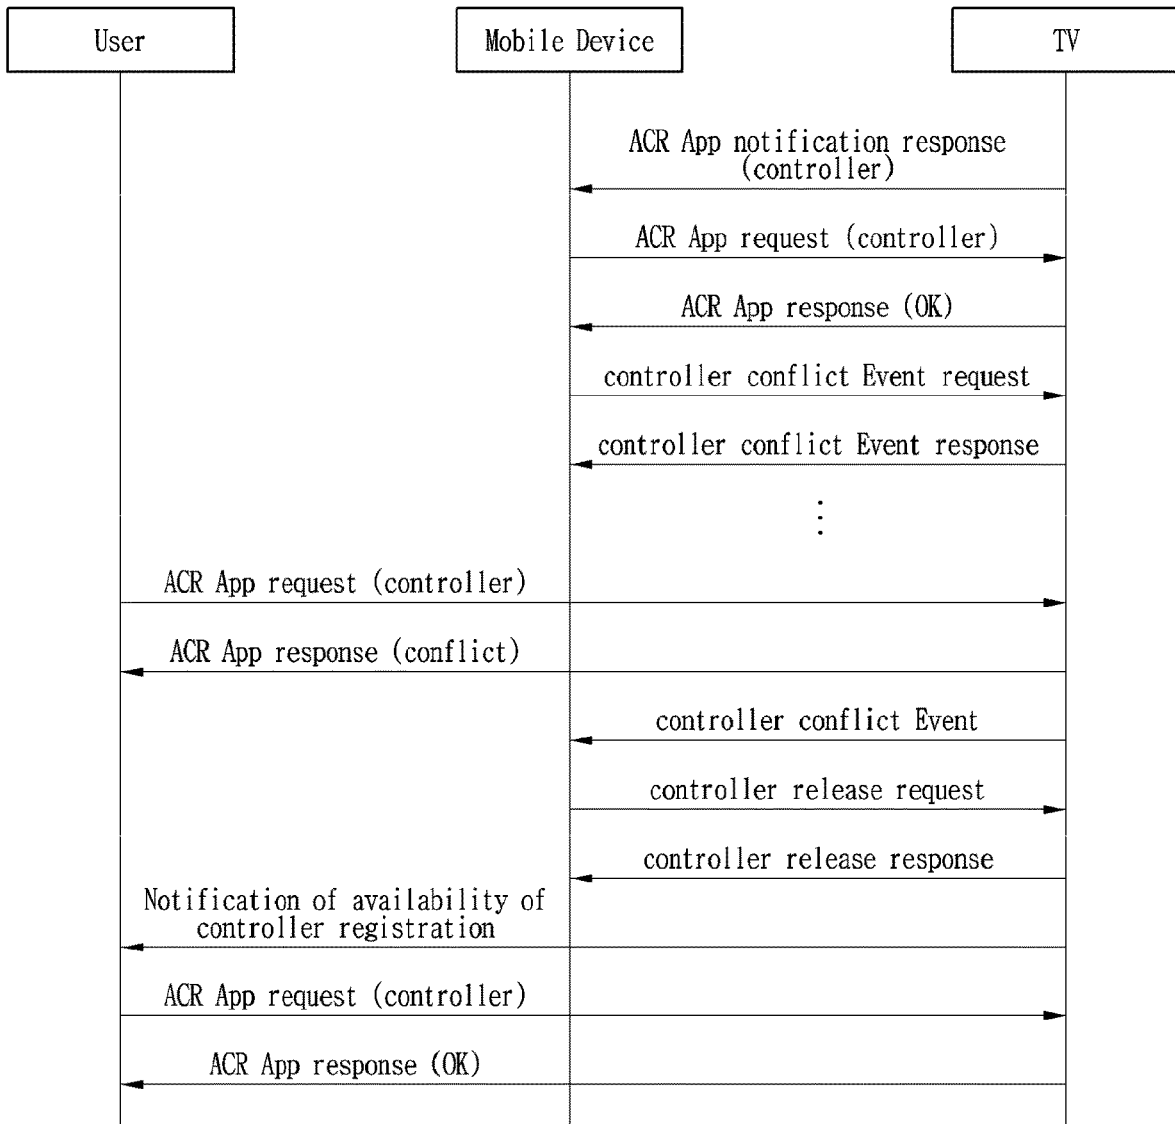 User
Mobile Device
TV
ACR App notification response
(controller)
ACR App request (controller)
ACR App response (OK)
controller conflict Event request
controller conflict Event response
ACR App request (controller)
ACR App response (conflict)
controller conflict Event
controller release request
controller release response
Notification of availability of
controller registration
ACR App request (controller)
ACR App response (OK)